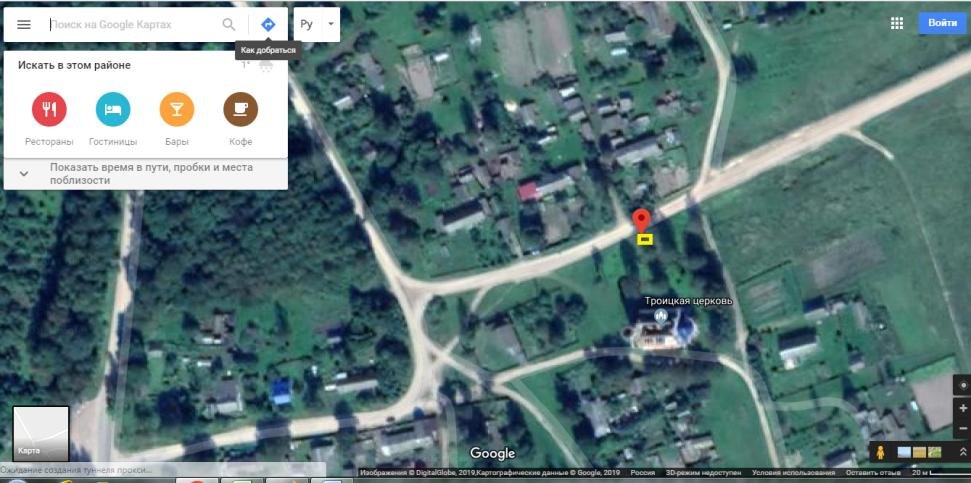 Поиск на Google Картах
Ру
Войти
Как добраться
Искать в этом районе
1°
Рестораны
Гостиницы
Бары
Кофе
Показать время в пути, пробки и места
поблизости
Троицкая церковь
Карта
Google
Ожидание создания туннеля прокси...
Изображения © DigitalGlobe, 2019,Картографические данные © Google, 2019 Россия 3D-режим недоступен Условия использования Оставить отзыв 20 м